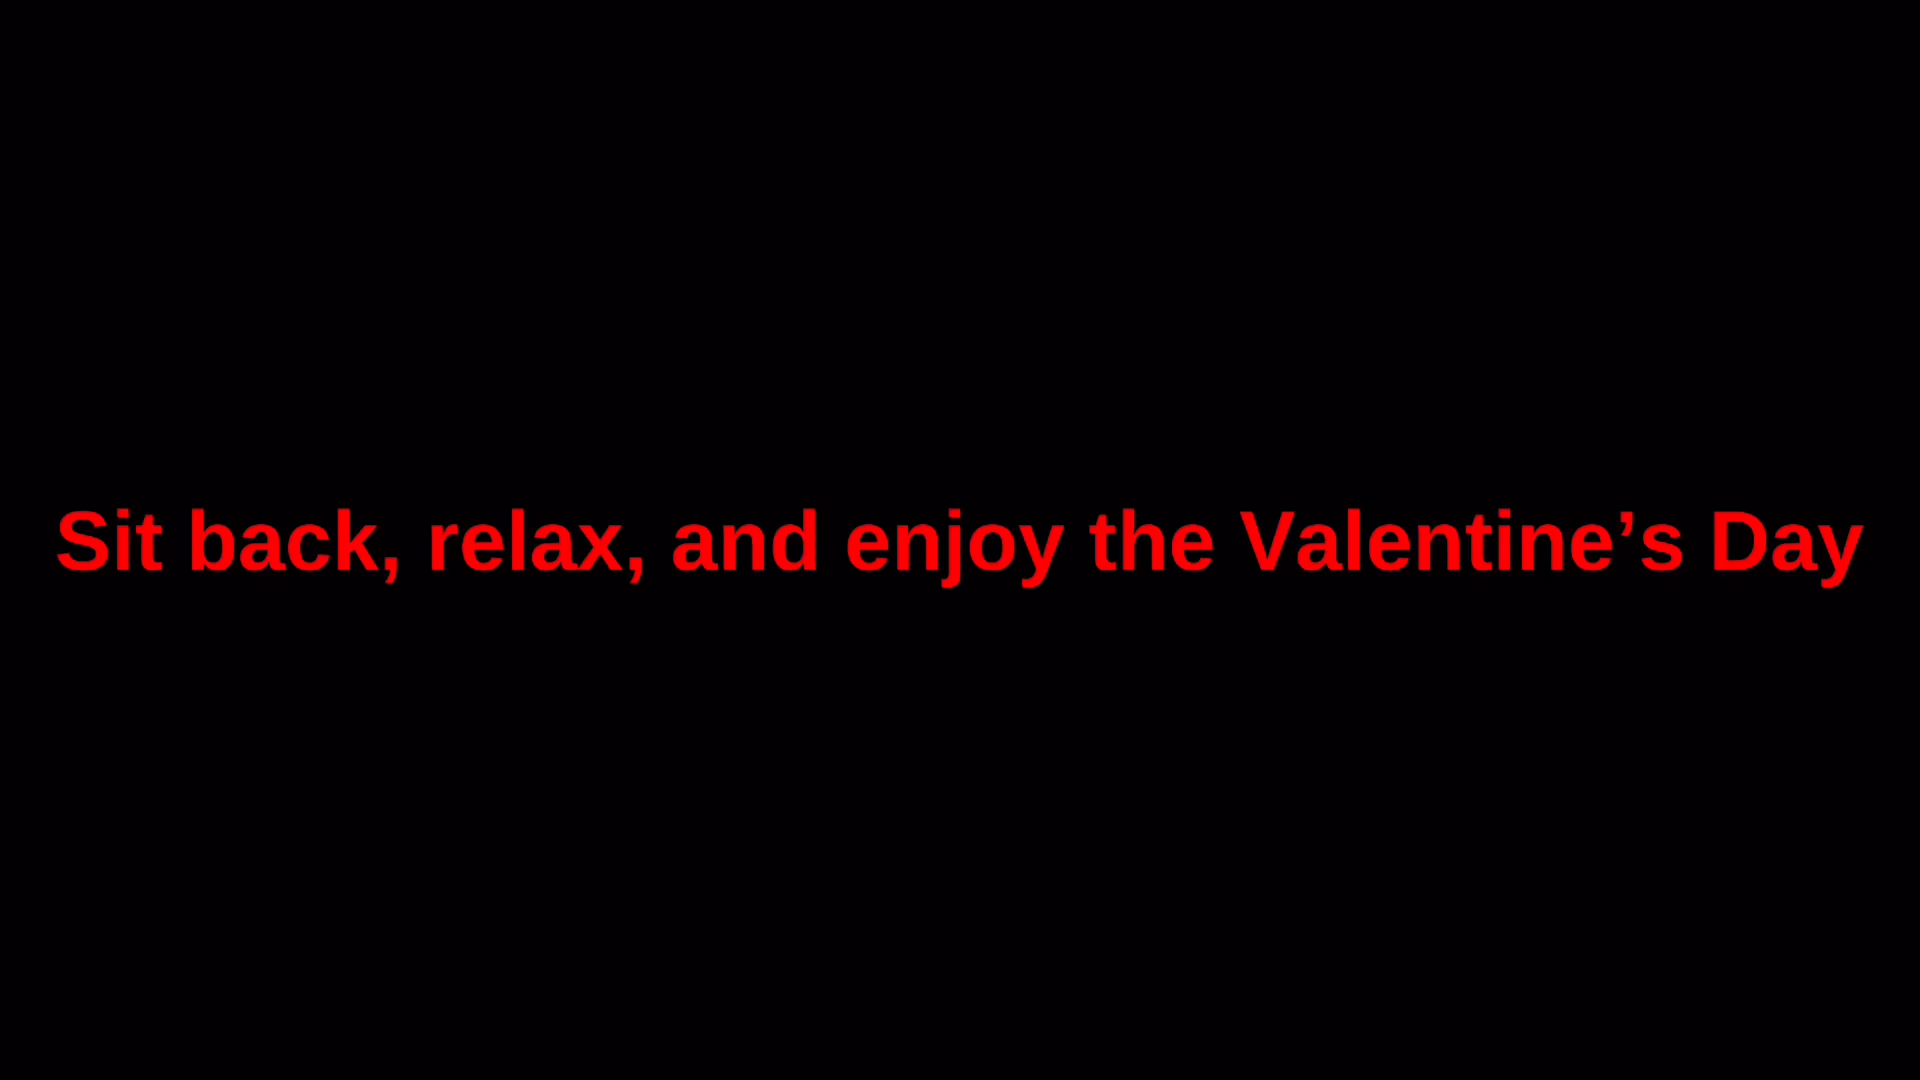 Sit back, relax, and enjoy the Valentine’s Day